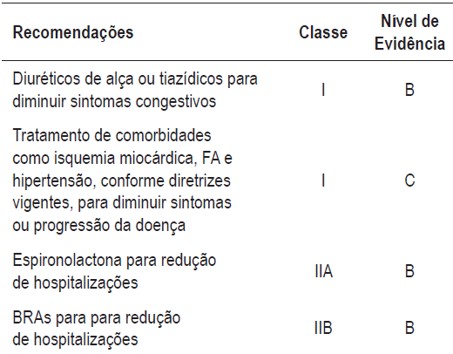 Recomendações Classe Nível de Evidência
Diuréticos de alça ou tiazídicos para
diminuir sintomas congestivos I B
Tratamento de comorbidades
como isquemia miocárdica, FA e
hipertensão, conforme diretrizes I C
vigentes, para diminuir sintomas
ou progressão da doença
Espironolactona para redução
de hospitalizações IIA B
BRAs para para redução
de hospitalizações IIB B